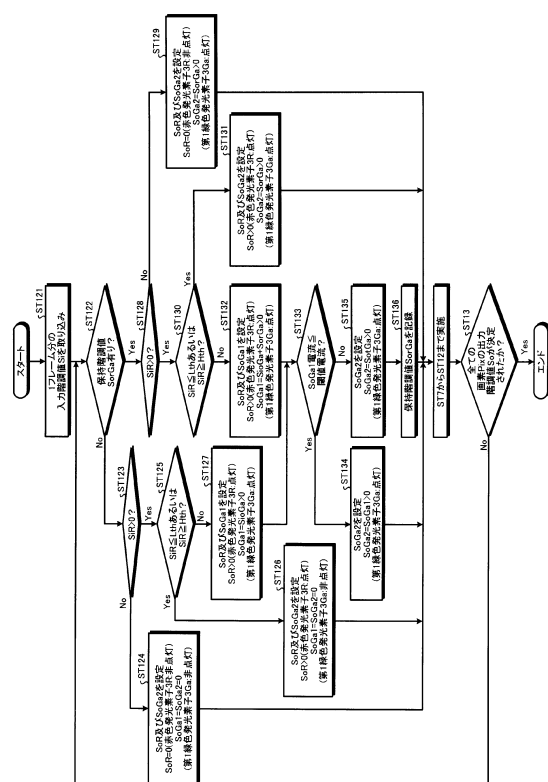 スタート
ST121
1フレーム分の
入力階調値Siを取り込み
ST122
保持階調値
SorGa有り?
No
Yes
ST123
SiR>0?
No
Yes
ST124
SoR及びSoGa2を設定
SoR=0(赤色発光素子3R:非点灯)
SoGa1=SoGa2=0
(第1緑色発光素子3Ga:非点灯)
ST125
SiR≦Lthあるいは
SiR≧Hth?
Yes
No
ST126
SoR及びSoGa2を設定
SoR>0(赤色発光素子3R:点灯)
SoGa1=SoGa2=0
(第1緑色発光素子3Ga:非点灯)
ST127
SoR及びSoGa1を設定
SoR>0(赤色発光素子3R:点灯)
SoGa1=SioGa>0
(第1緑色発光素子3Ga:点灯)
ST128
SiR>0?
No
Yes
ST129
SoR及びSoGa2を設定
SoR=0(赤色発光素子3R:非点灯)
SoGa2=SorGa>0
(第1緑色発光素子3Ga:点灯)
ST130
SiR≦Lthあるいは
SiR≧Hth?
Yes
No
ST131
SoR及びSoGa2を設定
SoR>0(赤色発光素子3R:点灯)
SoGa2=SorGa>0
(第1緑色発光素子3Ga:点灯)
ST132
SoR及びSoGa1を設定
SoR>0(赤色発光素子3R:点灯)
SoGa1=SioGa+SorGa>0
(第1緑色発光素子3Ga:点灯)
ST133
SoGa1電流≦
閾値電流?
Yes
No
ST134
SoGa2を設定
SoGa2=SoGa1>0
(第1緑色発光素子3Ga:点灯)
ST135
SoGa2を設定
SoGa2=SotGa>0
(第1緑色発光素子3Ga:点灯)
ST136
保持階調値SorGaを記録
ST7からST12まで実施
ST13
全ての
画素Pixの出力
階調値Soが決定
されたか?
No
Yes
エンド